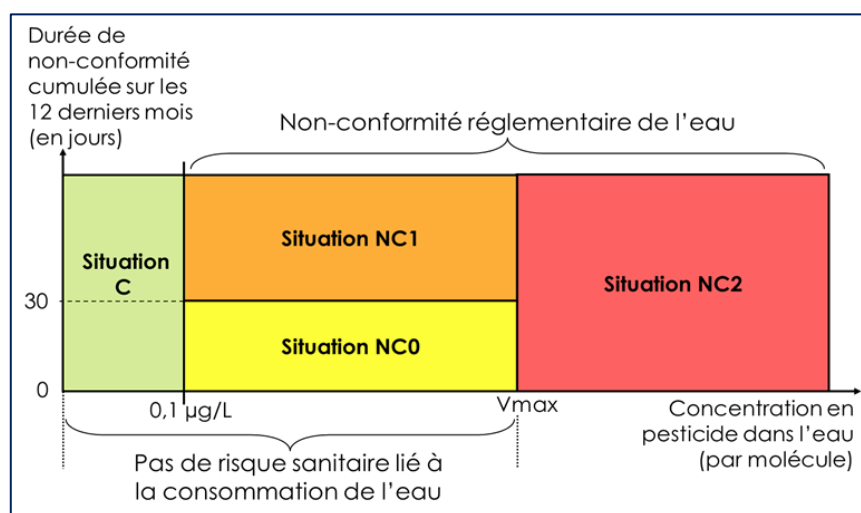 Durée de
non-conformité
cumulée sur les
12 derniers mois
(en jours)
Non-conformité réglementaire de l'eau
Situation
C
Situation NC1
Situation NC2
30
Situation NC0
0
0,1 µg/L
Vmax
Concentration en
pesticide dans l'eau
(par molécule)
Pas de risque sanitaire lié à
la consommation de l'eau